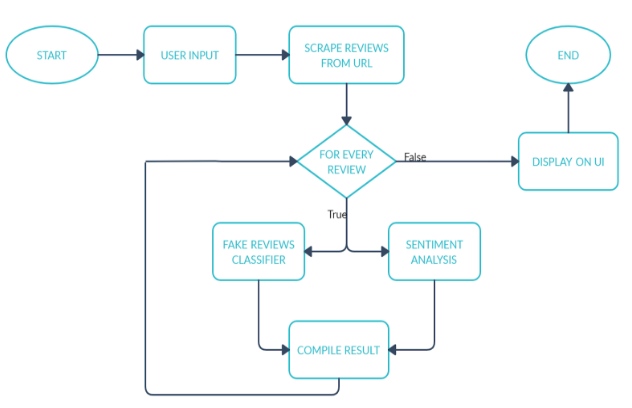 START
USER INPUT
SCRAPE REVIEWS
FROM URL
END
FOR EVERY
REVIEW
False
DISPLAY ON UI
True
FAKE REVIEWS
CLASSIFIER
SENTIMENT
ANALYSIS
COMPILE RESULT